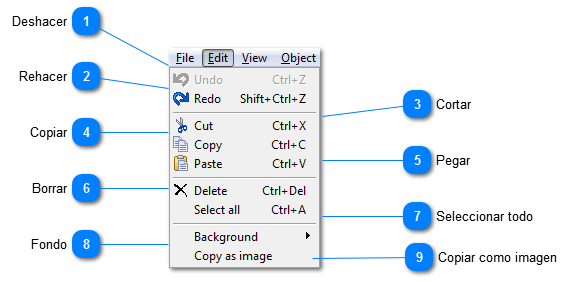 Deshacer 1
Rehacer 2
Copiar 4
Borrar 6
Fondo 8
File Edit View Object
Undo Ctrl+Z
Redo Shift+Ctrl+Z
Cut Ctrl+X
Copy Ctrl+C
Paste Ctrl+V
Delete Ctrl+Del
Select all Ctrl+A
Background
Copy as image
3 Cortar
5 Pegar
7 Seleccionar todo
9 Copiar como imagen